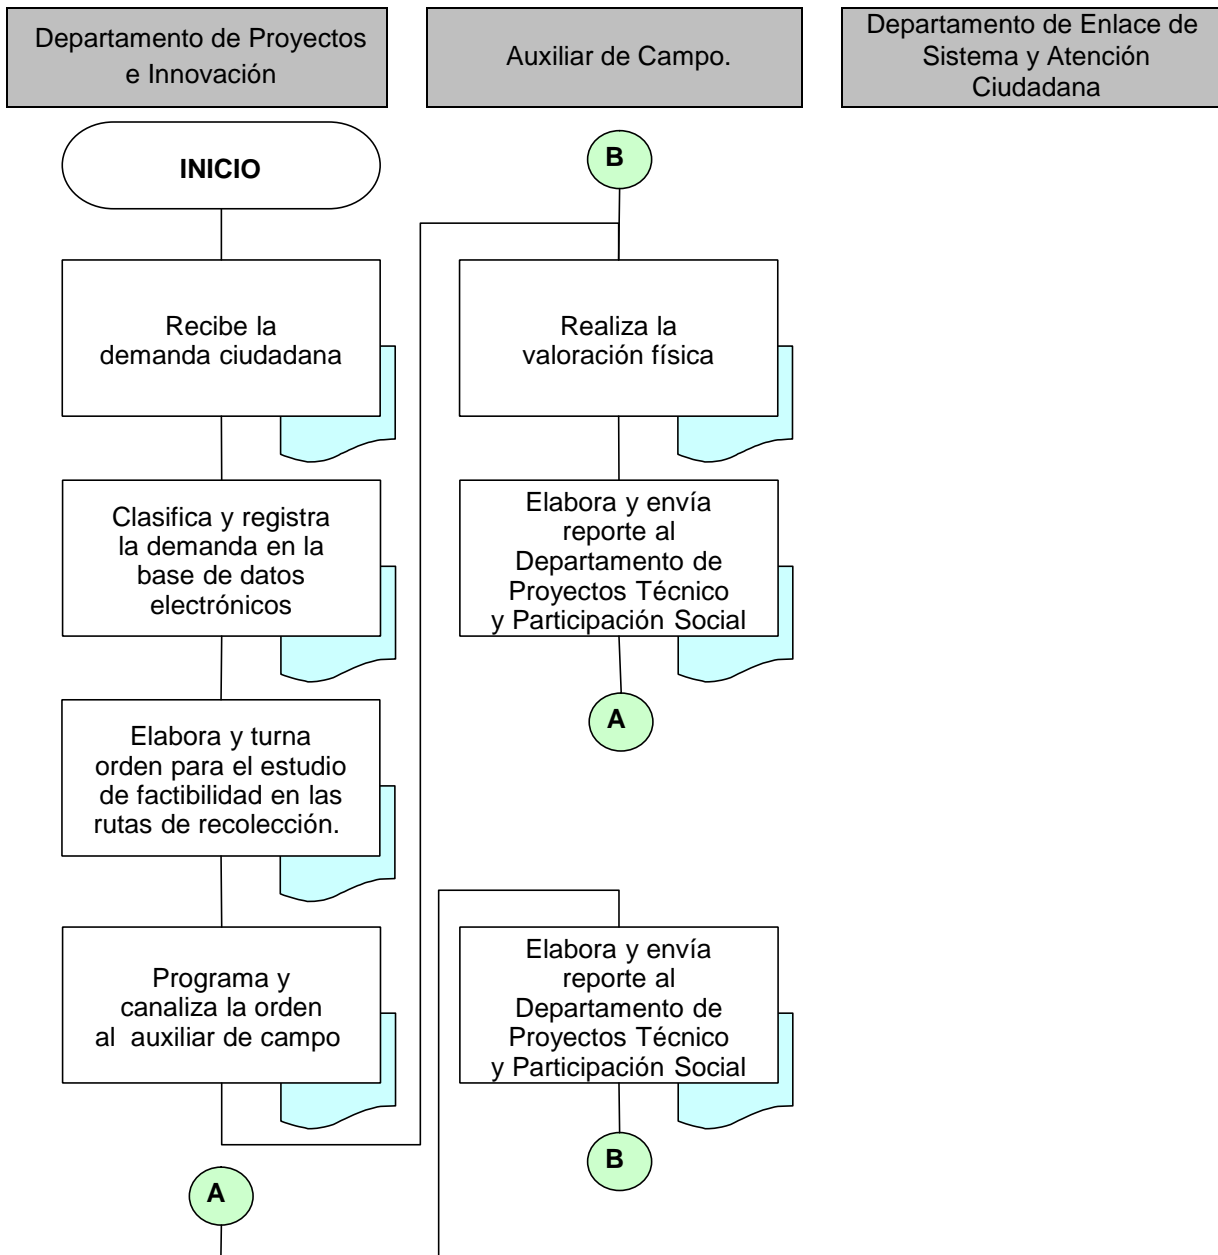 Departamento de Proyectos
e Innovación
Auxiliar de Campo.
Departamento de Enlace de
Sistema y Atención
Ciudadana
INICIO
Recibe la
demanda ciudadana
Clasifica y registra
la demanda en la
base de datos
electrónicos
Elabora y turna
orden para el estudio
de factibilidad en las
rutas de recolección.
Programa y
canaliza la orden
al auxiliar de campo
A
B
Realiza la
valoración física
Elabora y envía
reporte al
Departamento de
Proyectos Técnico
y Participación Social
A
Elabora y envía
reporte al
Departamento de
Proyectos Técnico
y Participación Social
B